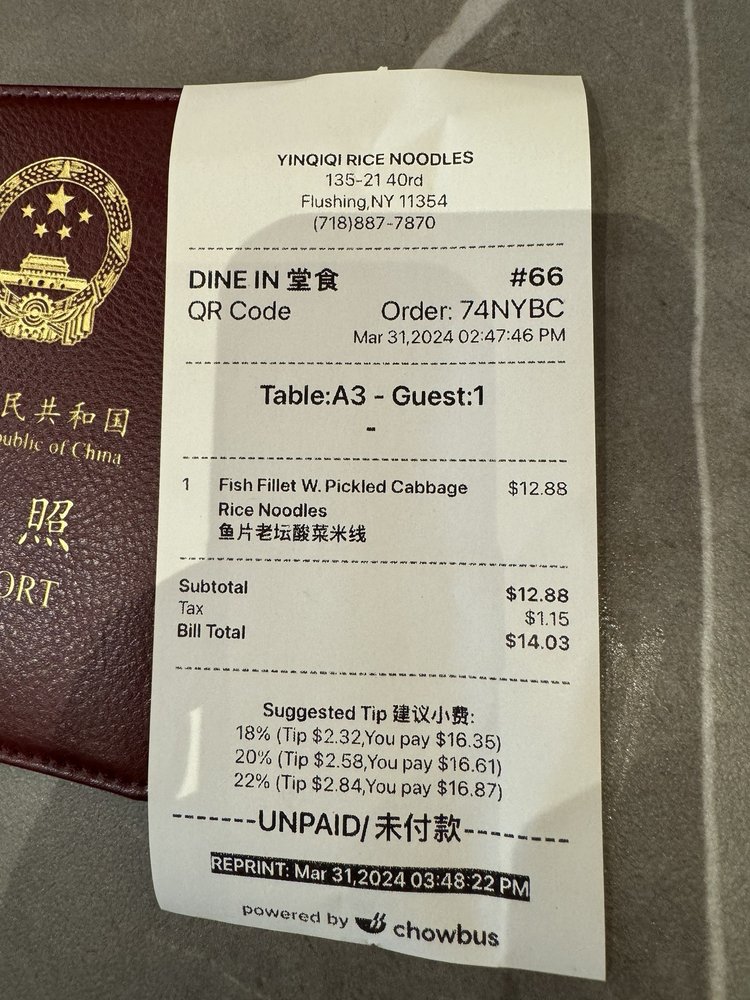 民共和国
public of China
照
ORT
YINQIQI RICE NOODLES
135-21 40rd
Flushing,NY 11354
(718)887-7870
DINE IN 堂食 #66
QR Code Order: 74NYBC
Mar 31,2024 02:47:46 PM
Table:A3 - Guest:1
-
1 Fish Fillet W. Pickled Cabbage $12.88
Rice Noodles
鱼片老坛酸菜米线
Subtotal $12.88
Tax $1.15
Bill Total $14.03
Suggested Tip 建议小费:
18% (Tip $2.32,You pay $16.35)
20% (Tip $2.58,You pay $16.61)
22% (Tip $2.84,You pay $16.87)
-------UNPAID/ 未付款--------
REPRINT: Mar 31,2024 03:48:22 PM
powered by chowbus